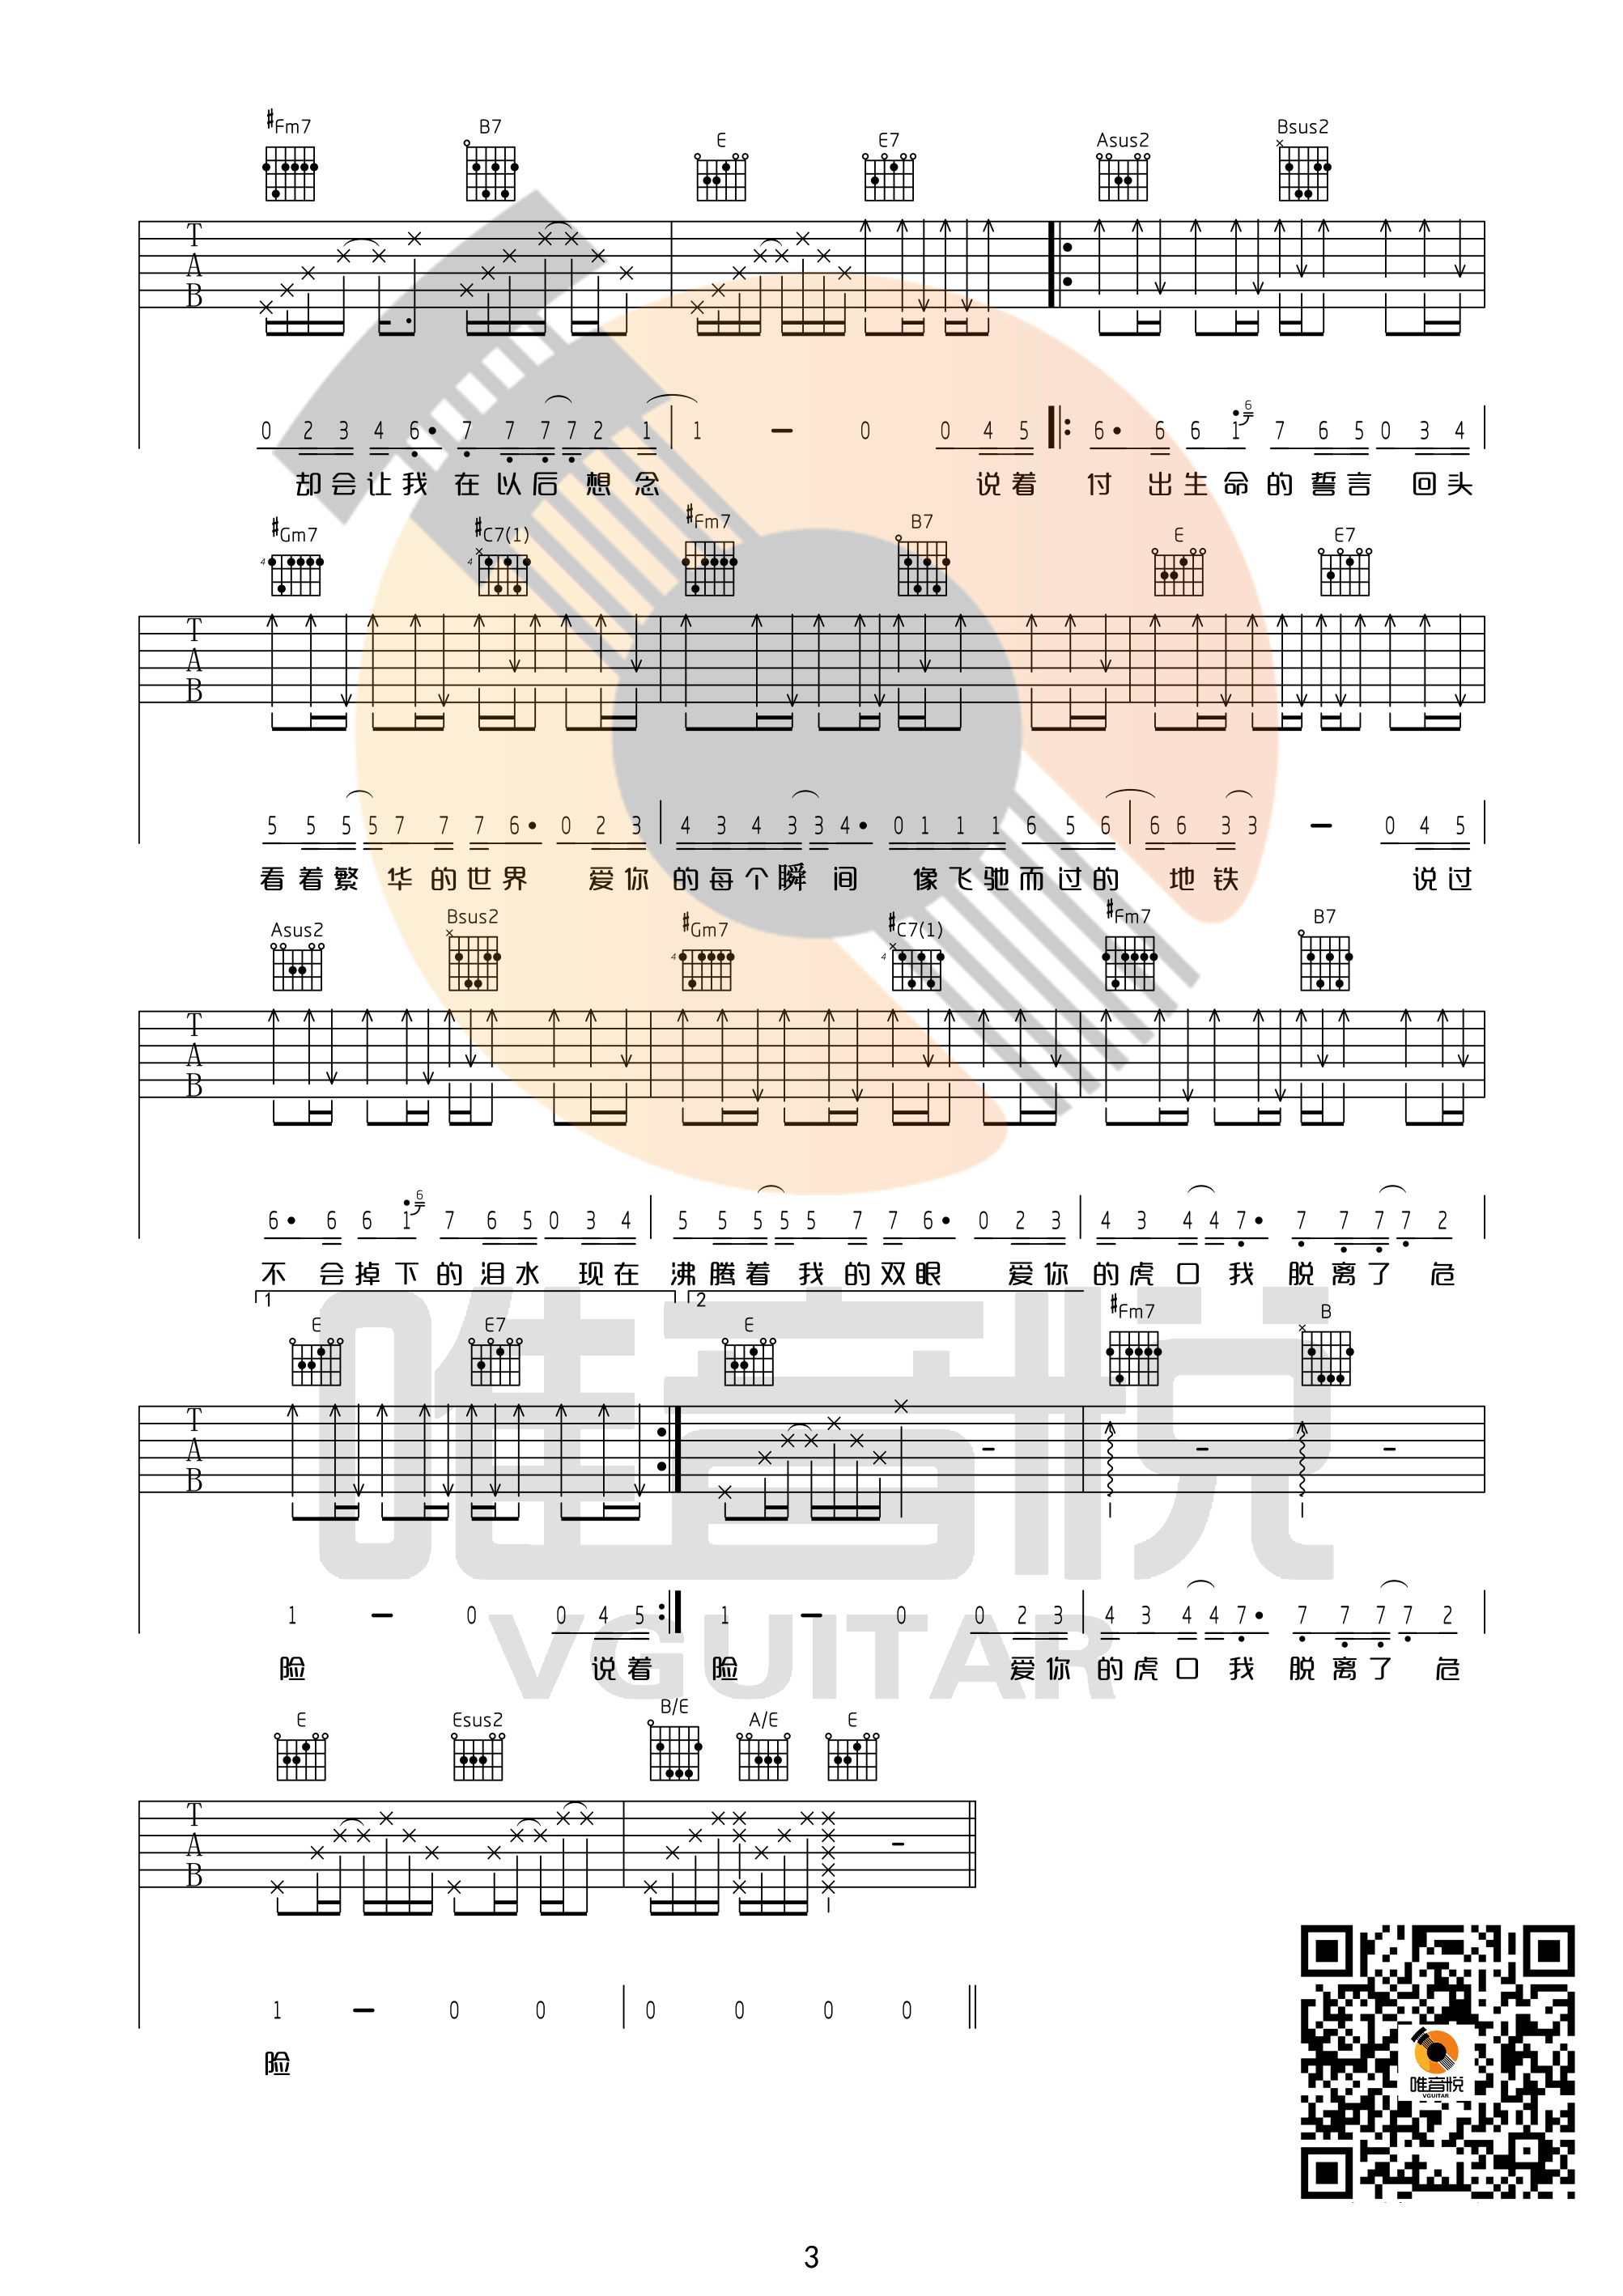 #Fm7 B7 E E7 Asus2 Bsus2
T
A
B
0 2 3 4 6• 7 7 7 7 2 1 | 1 — 0 0 4 5 |: 6• 6 6 1 6 7 6 5 0 3 4 |
却会让我在以后想念 说着 付出生命的誓言 回头
#Gm7 #C7(1) #Fm7 B7 E E7
4 4
T
A
B
5 5 5 5 7 7 7 6• 0 2 3 | 4 3 4 3 3 4• 0 1 1 1 6 5 6 | 6 6 3 3 — 0 4 5 |
看着繁华的世界 爱你 的每个瞬间 像飞驰而过的 地铁 说过
Asus2 Bsus2 #Gm7 #C7(1) #Fm7 B7
4 4
T
A
B
6• 6 6 1 6 7 6 5 0 3 4 | 5 5 5 5 5 7 7 6• 0 2 3 | 4 3 4 4 7• 7 7 7 7 2 |
不会掉下的泪水 现在 沸腾着我的双眼 爱你 的虎口我 脱离了危
1 2
E E7 E #Fm7 B
T
A
B
1 — 0 0 4 5 :| 1 — 0 0 2 3 | 4 3 4 4 7• 7 7 7 7 2 |
险 说着 险 爱你 的虎口我 脱离了危
唯音悦
VGUITAR
E Esus2 B/E A/E E
T
A
B
1 — 0 0 | 0 0 0 0 ||
险
唯音悦
VGUITAR
3